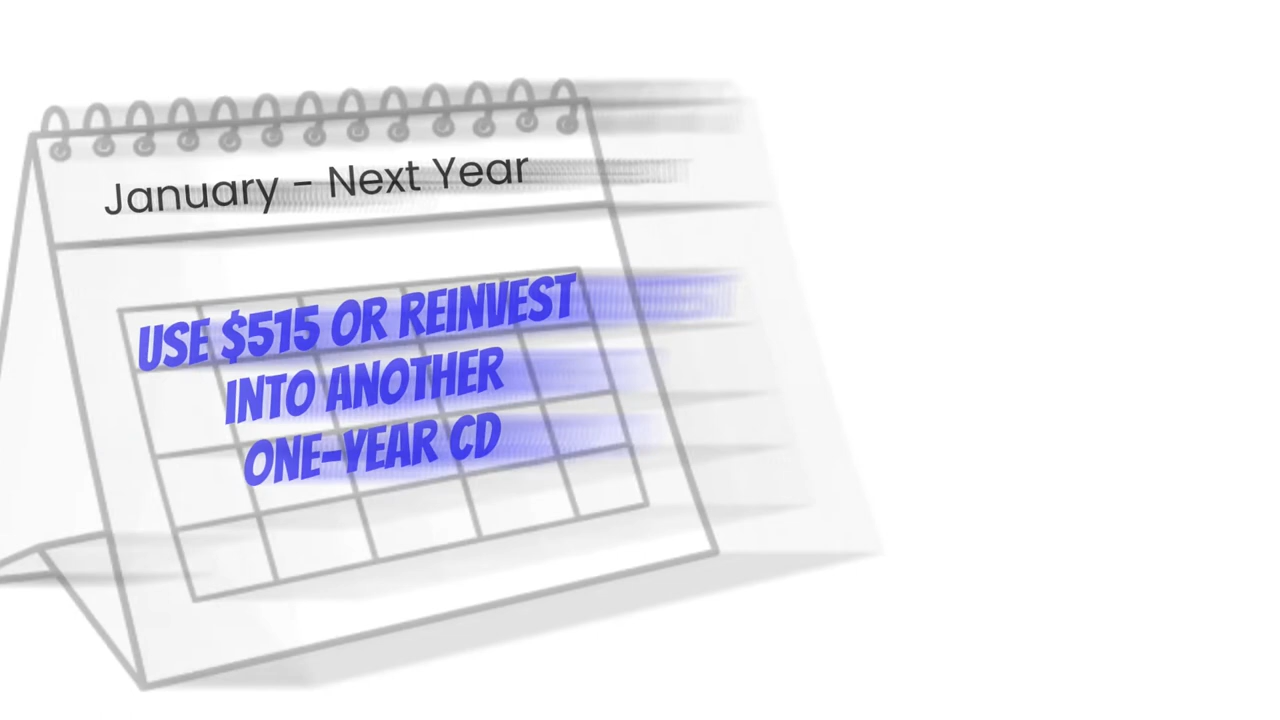 January - Next Year
USE $515 OR REINVEST
INTO ANOTHER
ONE-YEAR CD